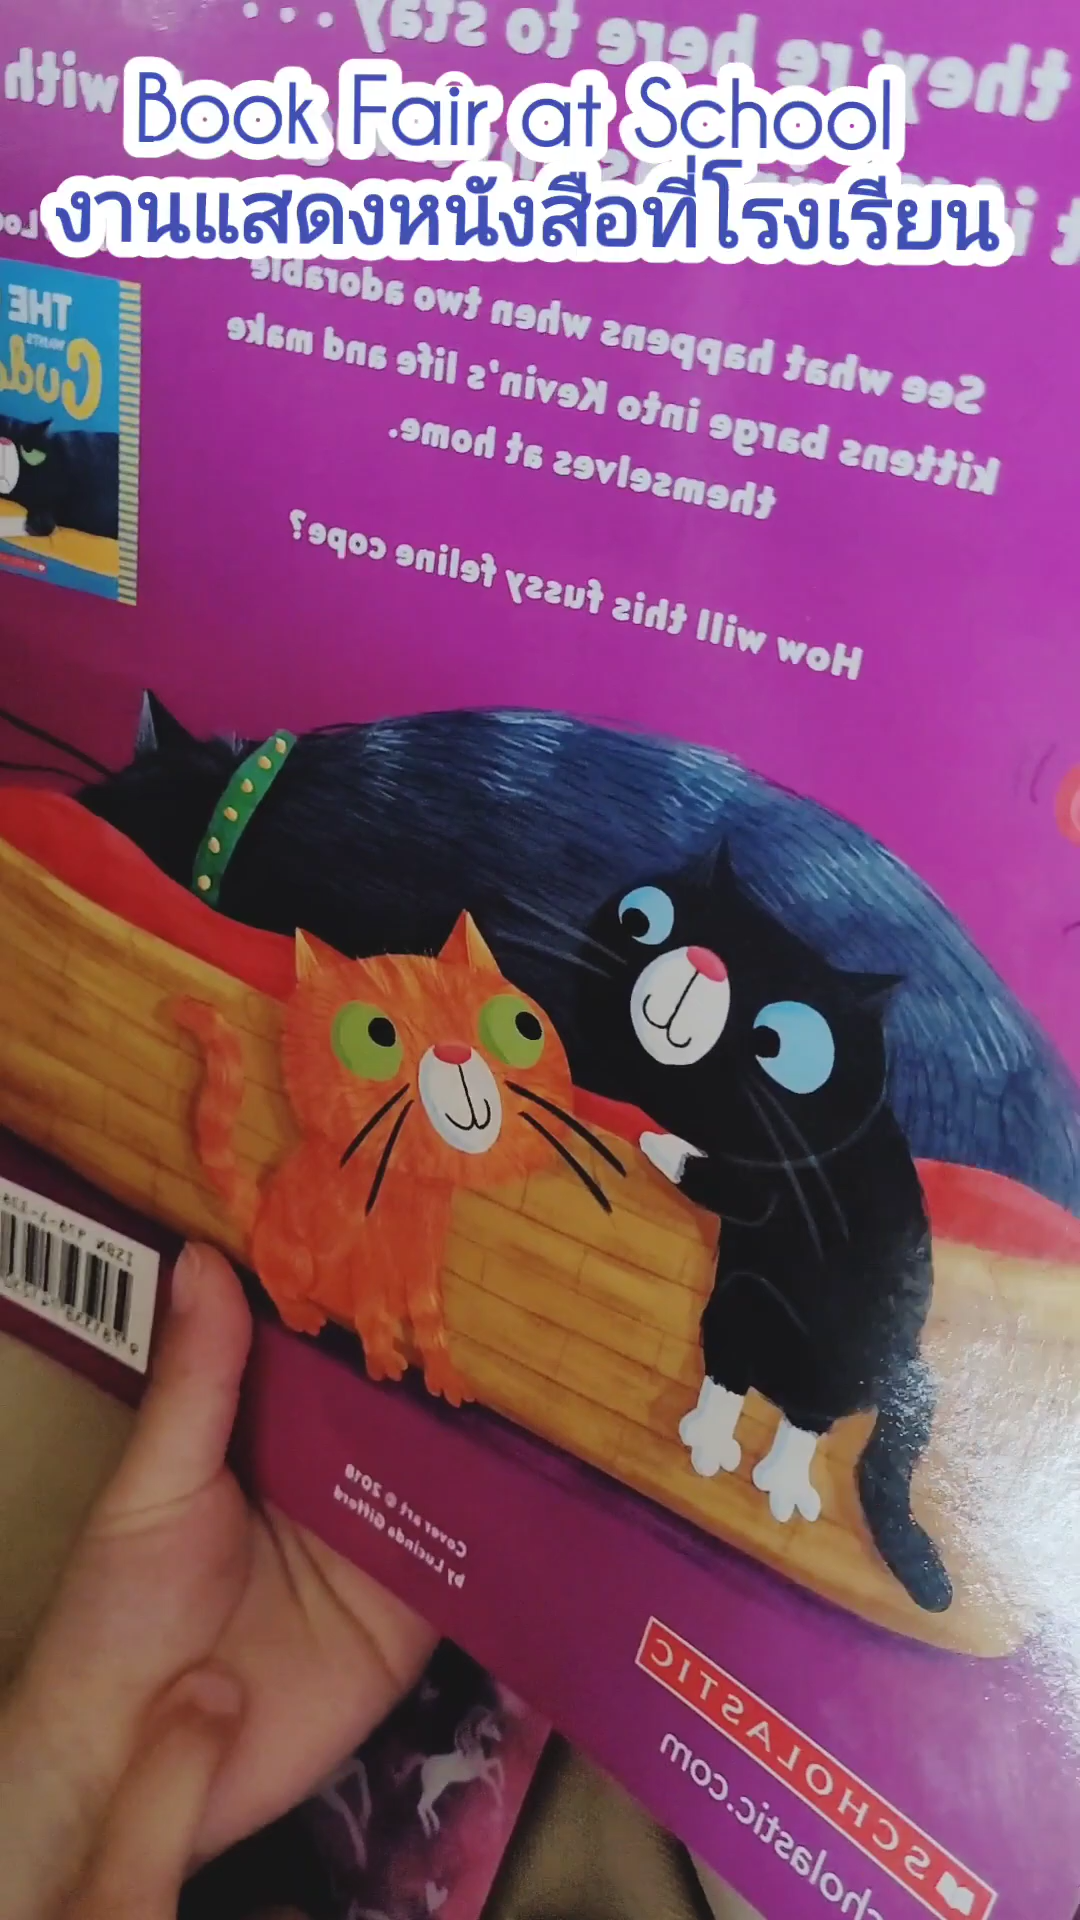 they're here to stay ...
with
Book Fair at School
งานแสดงหนังสือที่โรงเรียน
See what happens when two adorable
kittens barge into Kevin's life and make
themselves at home.
How will this fussy feline cope?
THE
WANTS
Cover art © 2018
by Lucinda Gifford
ISBN
SCHOLASTIC